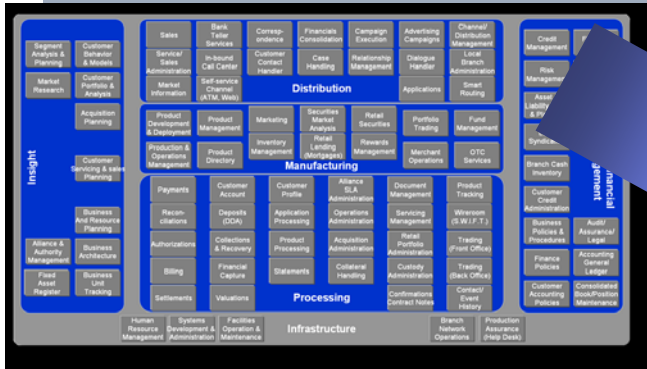 Segment
Analysis &
Planning
Customer
Behavior
& Models
Market
Research
Customer
Portfolio &
Analysis
Acquisition
Planning
Insight
Customer
Servicing & sales
Planning
Business
And Resource
Planning
Alliance &
Authority
Management
Business
Architecture
Fixed
Asset
Register
Business
Unit
Tracking
Sales
Bank
Teller
Services
Corresp-
ondence
Financials
Consolidation
Campaign
Execution
Advertising
Campaigns
Channel/
Distribution
Management
Service/
Sales
Administration
In-bound
Call Center
Customer
Contact
Handler
Case
Handling
Relationship
Management
Dialogue
Handler
Local
Branch
Administration
Market
Information
Self-service
Channel
(ATM, Web)
Distribution
Applications
Smart
Routing
Product
Development
& Deployment
Product
Management
Marketing
Securities
Market
Analysis
Retail
Securities
Portfolio
Trading
Fund
Management
Production &
Operations
Management
Product
Directory
Inventory
Management
Retail
Lending
(Mortgages)
Rewards
Management
Merchant
Operations
OTC
Services
Manufacturing
Payments
Customer
Account
Customer
Profile
Alliance
SLA
Administration
Document
Management
Product
Tracking
Recon-
ciliations
Deposits
(DDA)
Application
Processing
Operations
Administration
Servicing
Management
Wireroom
(S.W.I.F.T.)
Authorizations
Collections
& Recovery
Product
Processing
Acquisition
Administration
Retail
Portfolio
Administration
Trading
(Front Office)
Billing
Financial
Capture
Statements
Collateral
Handling
Custody
Administration
Trading
(Back Office)
Settlements
Valuations
Processing
Confirmations
Contract Notes
Contact/
Event
History
Credit
Management
Risk
Management
Asset
Liability
Branch Cash
Inventory
Customer
Credit
Administration
Business
Policies &
Procedures
Audit/
Assurance/
Legal
Finance
Policies
Accounting
General
Ledger
Customer
Accounting
Policies
Consolidated
Book/Position
Maintenance
Human
Resource
Management
Systems
Development &
Administration
Facilities
Operation &
Maintenance
Infrastructure
Branch
Network
Operations
Production
Assurance
(Help Desk)